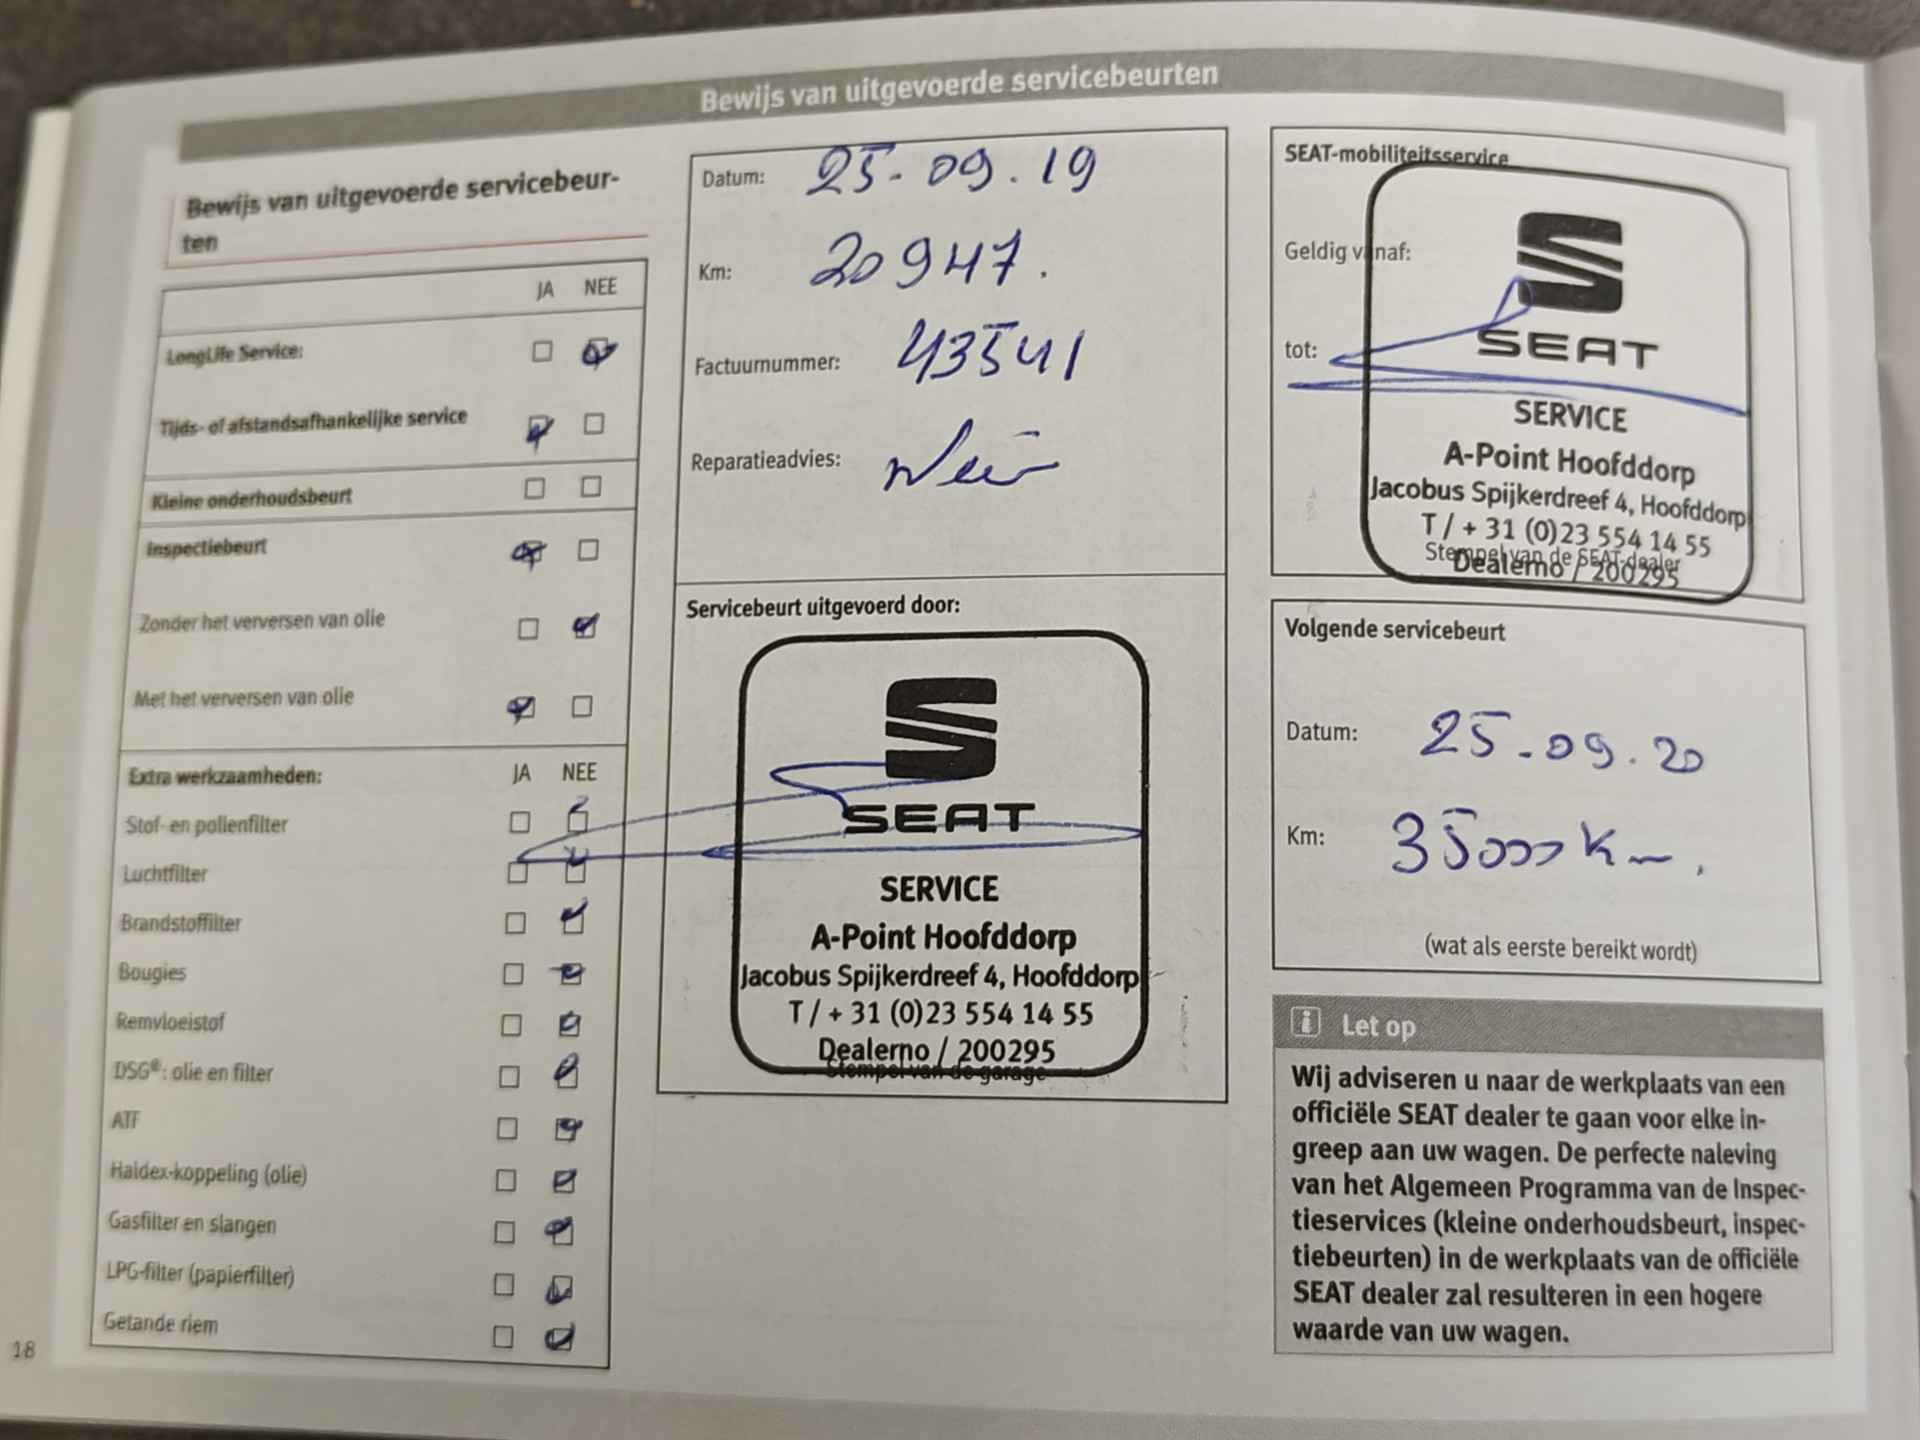 Bewijs van uitgevoerde servicebeurten
Bewijs van uitgevoerde servicebeur-
ten
JA NEE
LongLife Service:
Tijds- of afstandsafhankelijke service
Kleine onderhoudsbeurt
Inspectiebeurt
Zonder het verversen van olie
Met het verversen van olie
Extra werkzaamheden: JA NEE
Stof- en pollenfilter
Luchtfilter
Brandstoffilter
Bougies
Remvloeistof
DSG®: olie en filter
ATF
Haldex-koppeling (olie)
Gasfilter en slangen
LPG-filter (papierfilter)
Getande riem
18
Datum: 25-09.19
Km: 20947.
Factuurnummer: 43541
Reparatieadvies:
Servicebeurt uitgevoerd door:
SEAT
SERVICE
A-Point Hoofddorp
Jacobus Spijkerdreef 4, Hoofddorp
T / + 31 (0)23 554 14 55
Dealerno / 200295
Stempel van de garage
SEAT-mobiliteitsservice
Geldig vanaf:
tot:
SEAT
SERVICE
A-Point Hoofddorp
Jacobus Spijkerdreef 4, Hoofddorp
T / + 31 (0)23 554 14 55
Stempel van de SEAT-dealer
Dealerno / 200295
Volgende servicebeurt
Datum: 25-09.20
Km: 35000 Km.
(wat als eerste bereikt wordt)
i Let op
Wij adviseren u naar de werkplaats van een
officiële SEAT dealer te gaan voor elke in-
greep aan uw wagen. De perfecte naleving
van het Algemeen Programma van de Inspec-
tieservices (kleine onderhoudsbeurt, inspec-
tiebeurten) in de werkplaats van de officiële
SEAT dealer zal resulteren in een hogere
waarde van uw wagen.